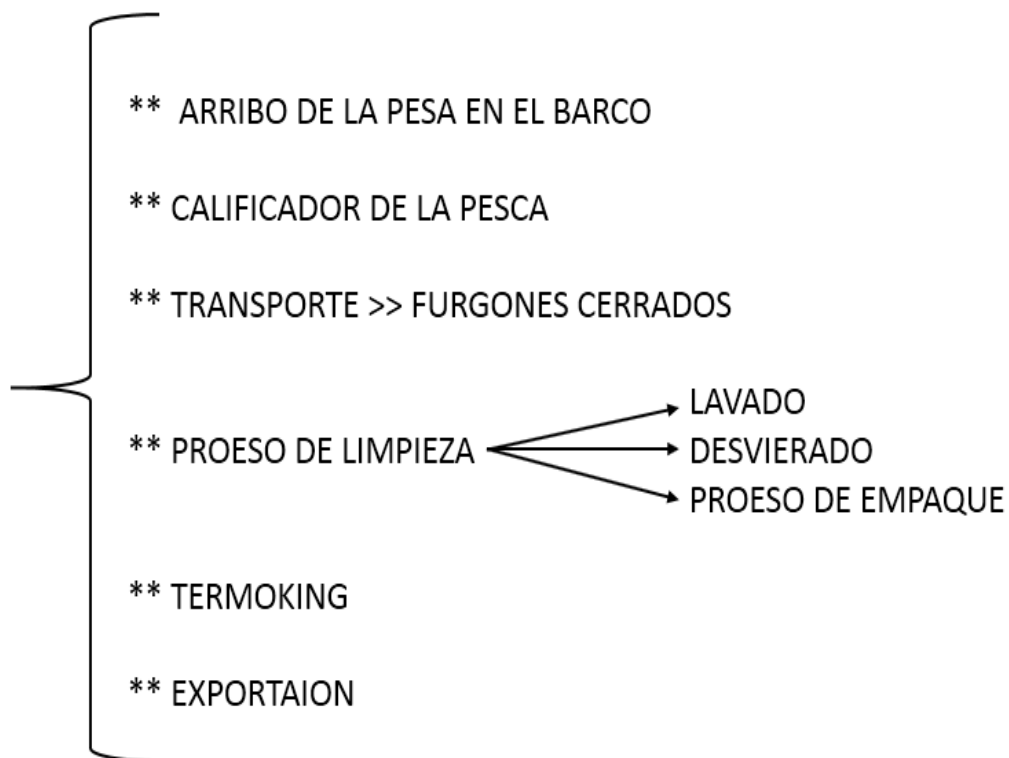 ** ARRIBO DE LA PESA EN EL BARCO
** CALIFICADOR DE LA PESCA
** TRANSPORTE >> FURGONES CERRADOS
** PROESO DE LIMPIEZA
LAVADO
DESVIERADO
PROESO DE EMPAQUE
** TERMOKING
** EXPORTAION